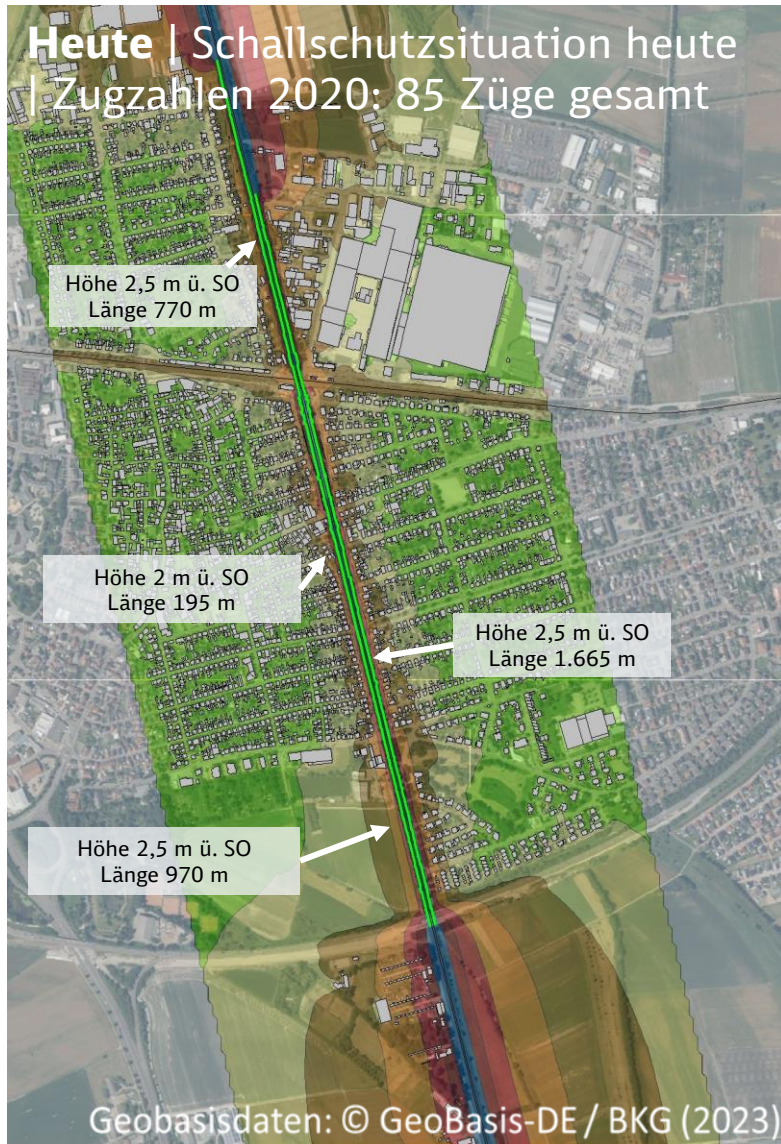 Heute | Schallschutzsituation heute
| Zugzahlen 2020: 85 Züge gesamt
Höhe 2,5 m ü. SO
Länge 770 m
Höhe 2 m ü. SO
Länge 195 m
Höhe 2,5 m ü. SO
Länge 1.665 m
Höhe 2,5 m ü. SO
Länge 970 m
Geobasisdaten: © GeoBasis-DE / BKG (2023)